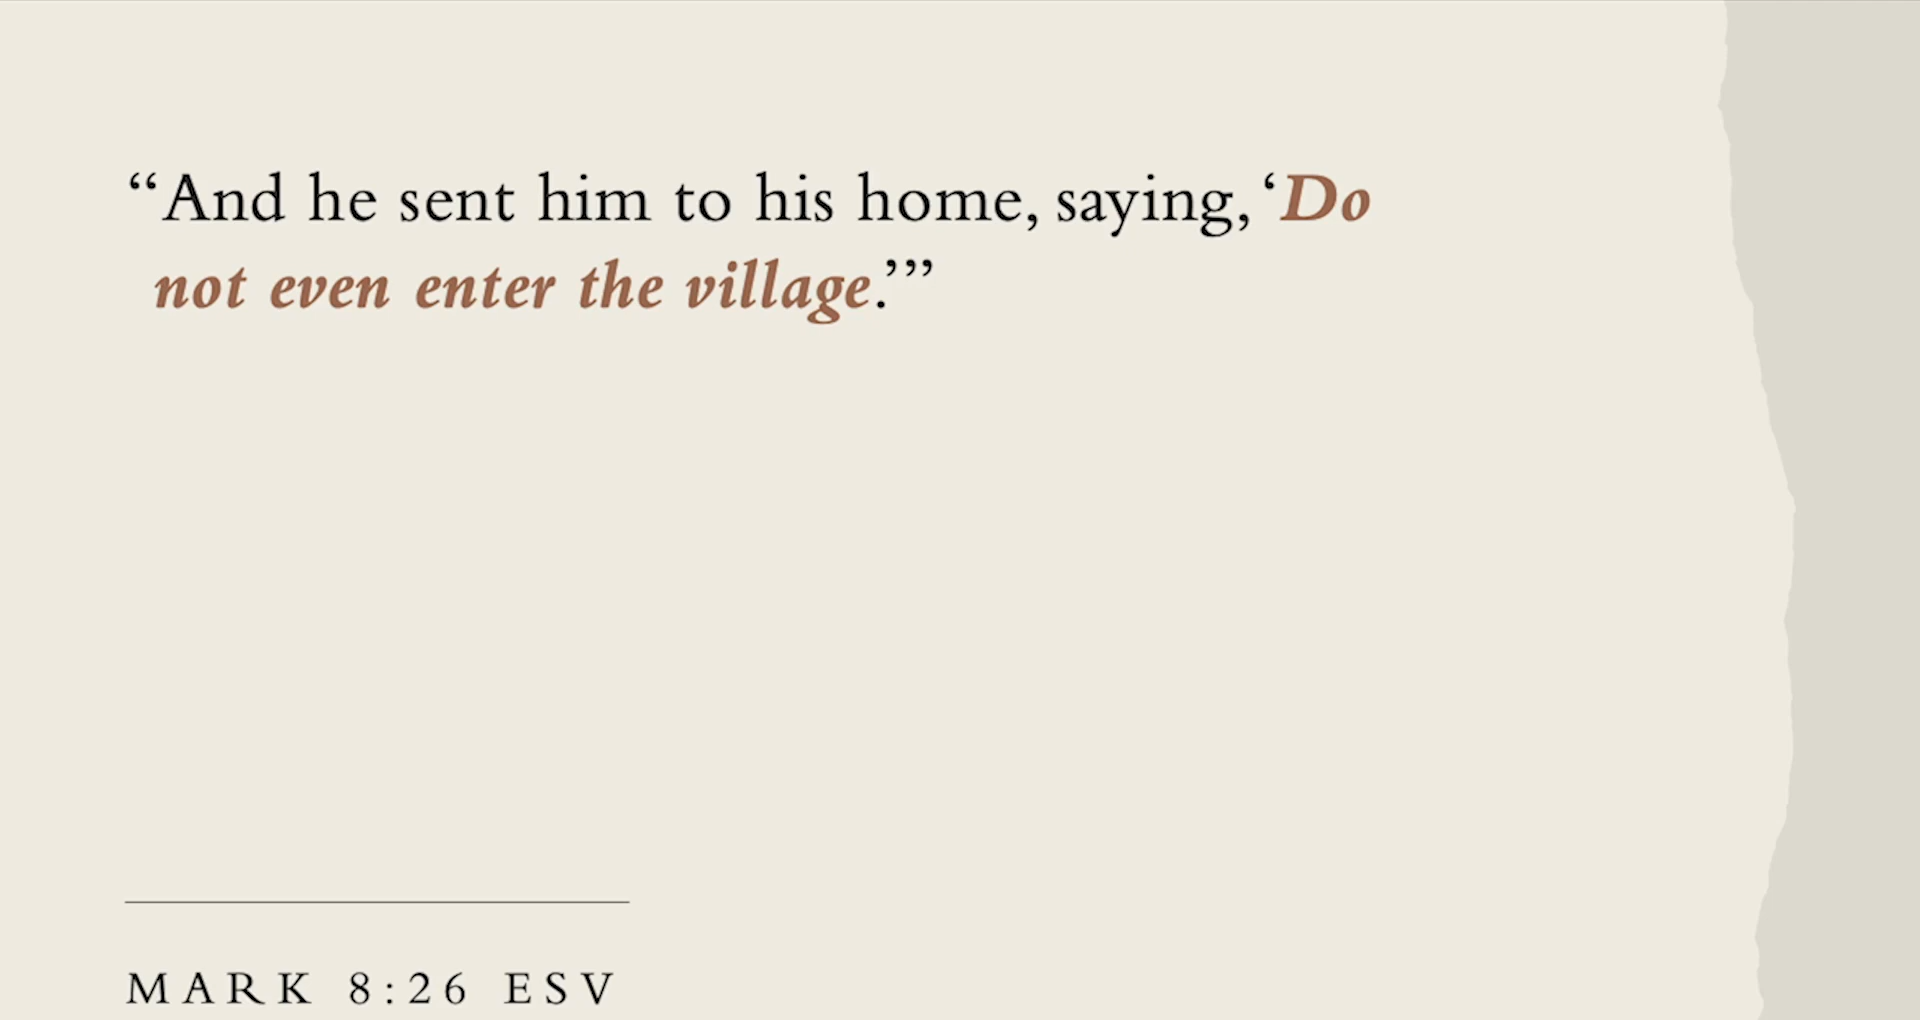 “And he sent him to his home, saying, ‘Do
not even enter the village.’”
MARK 8:26 ESV